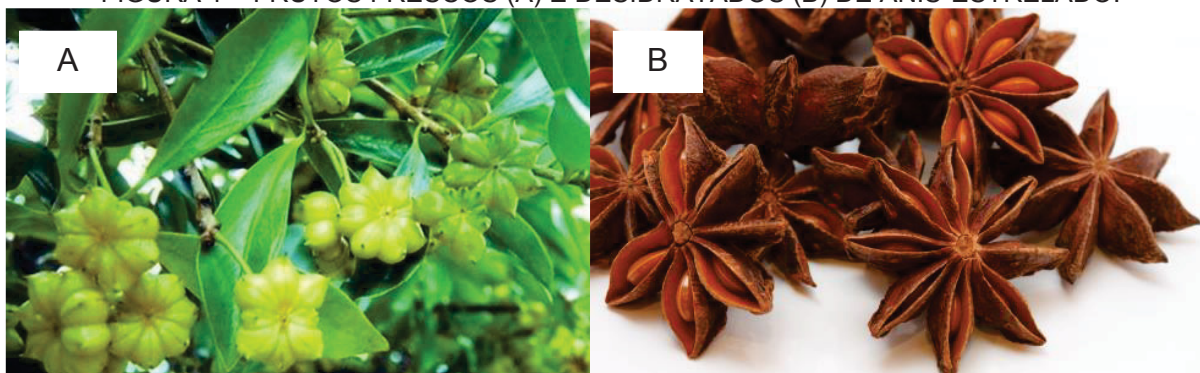 FIGURA 1 – FRUTOS FRESCOS (A) E DESIDRATADOS (B) DE ANIS-ESTRELADO.
A
B